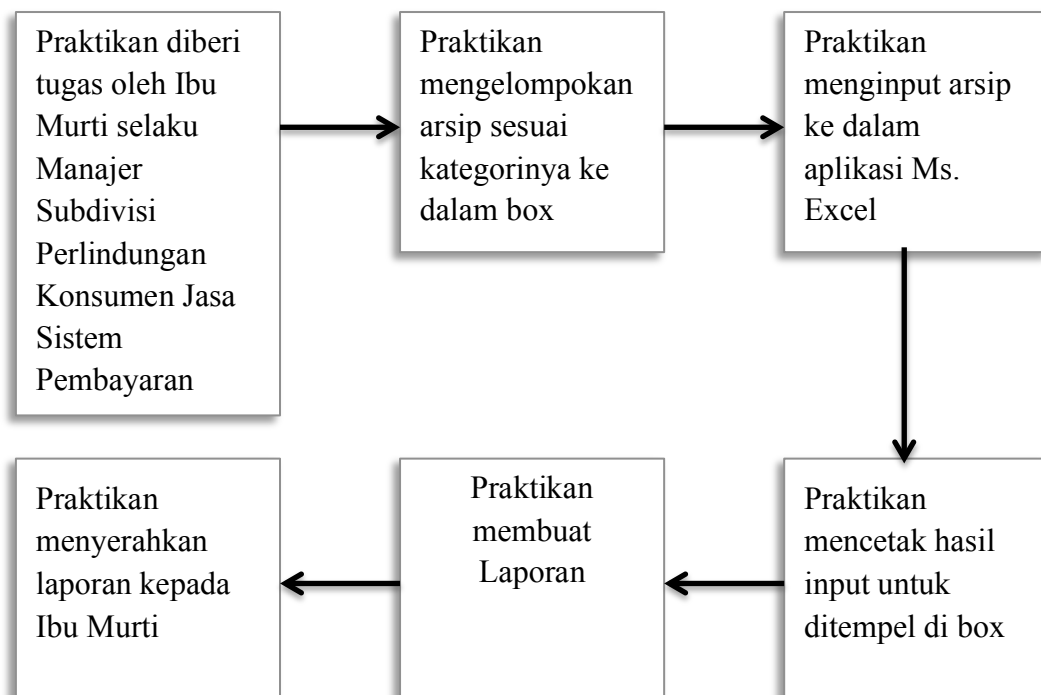 Praktikan diberi
tugas oleh Ibu
Murti selaku
Manajer
Subdivisi
Perlindungan
Konsumen Jasa
Sistem
Pembayaran
Praktikan
mengelompokan
arsip sesuai
kategorinya ke
dalam box
Praktikan
menginput arsip
ke dalam
aplikasi Ms.
Excel
Praktikan
mencetak hasil
input untuk
ditempel di box
Praktikan
membuat
Laporan
Praktikan
menyerahkan
laporan kepada
Ibu Murti